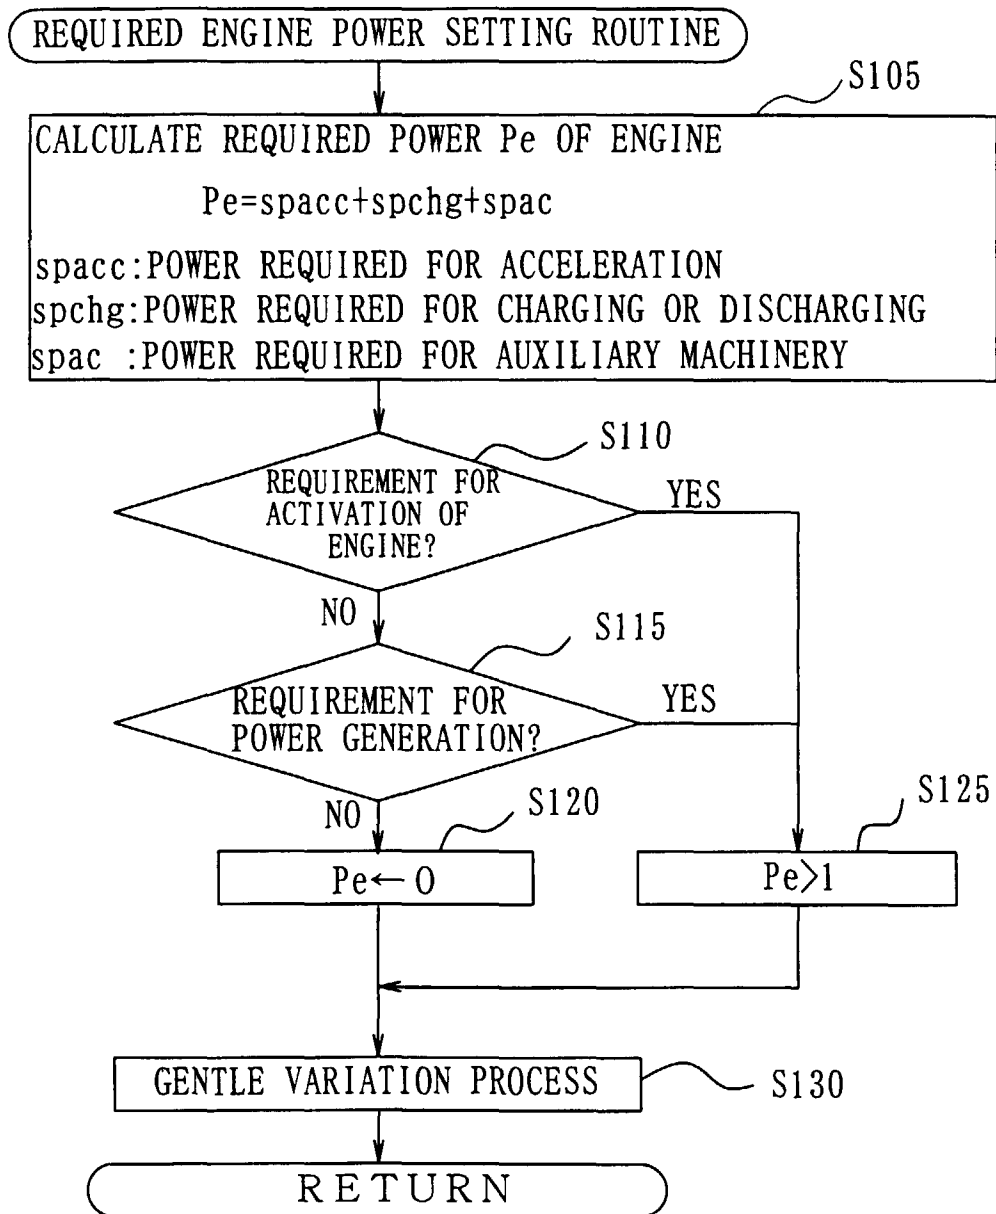 REQUIRED ENGINE POWER SETTING ROUTINE
S105
CALCULATE REQUIRED POWER Pe OF ENGINE
Pe=spacc+spchg+spac
spacc:POWER REQUIRED FOR ACCELERATION
spchg:POWER REQUIRED FOR CHARGING OR DISCHARGING
spac :POWER REQUIRED FOR AUXILIARY MACHINERY
S110
REQUIREMENT FOR
ACTIVATION OF
ENGINE?
YES
NO
S115
REQUIREMENT FOR
POWER GENERATION?
YES
NO
S120
Pe←0
S125
Pe>1
GENTLE VARIATION PROCESS
S130
RETURN